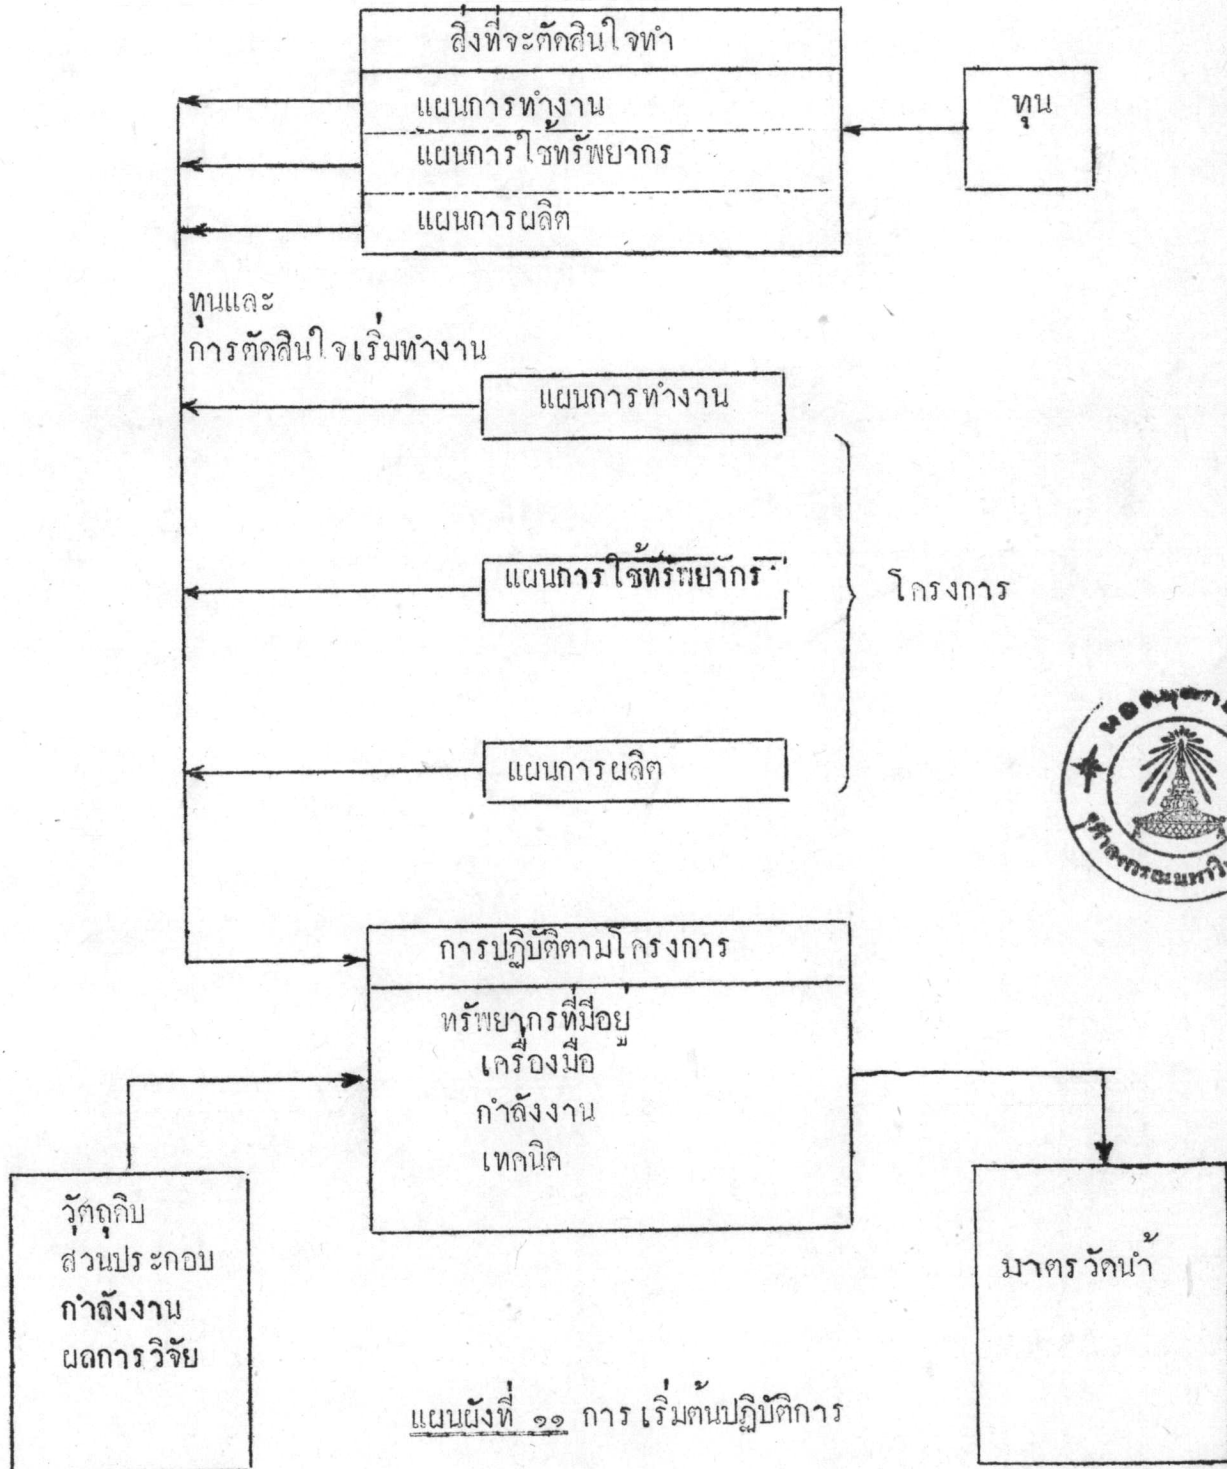 สิ่งที่จะตัดสินใจทำ
แผนการทำงาน
แผนการใช้ทรัพยากร
แผนการผลิต
ทุน
ทุนและ
การตัดสินใจเริ่มทำงาน
แผนการทำงาน
แผนการใช้ทรัพยากร
แผนการผลิต
โครงการ
การปฏิบัติตามโครงการ
ทรัพยากรที่มีอยู่
เครื่องมือ
กำลังงาน
เทคนิค
วัตถุดิบ
ส่วนประกอบ
กำลังงาน
ผลการวิจัย
มาตรวัดน้ำ
แผนผังที่ ๑๑ การเริ่มต้นปฏิบัติการ